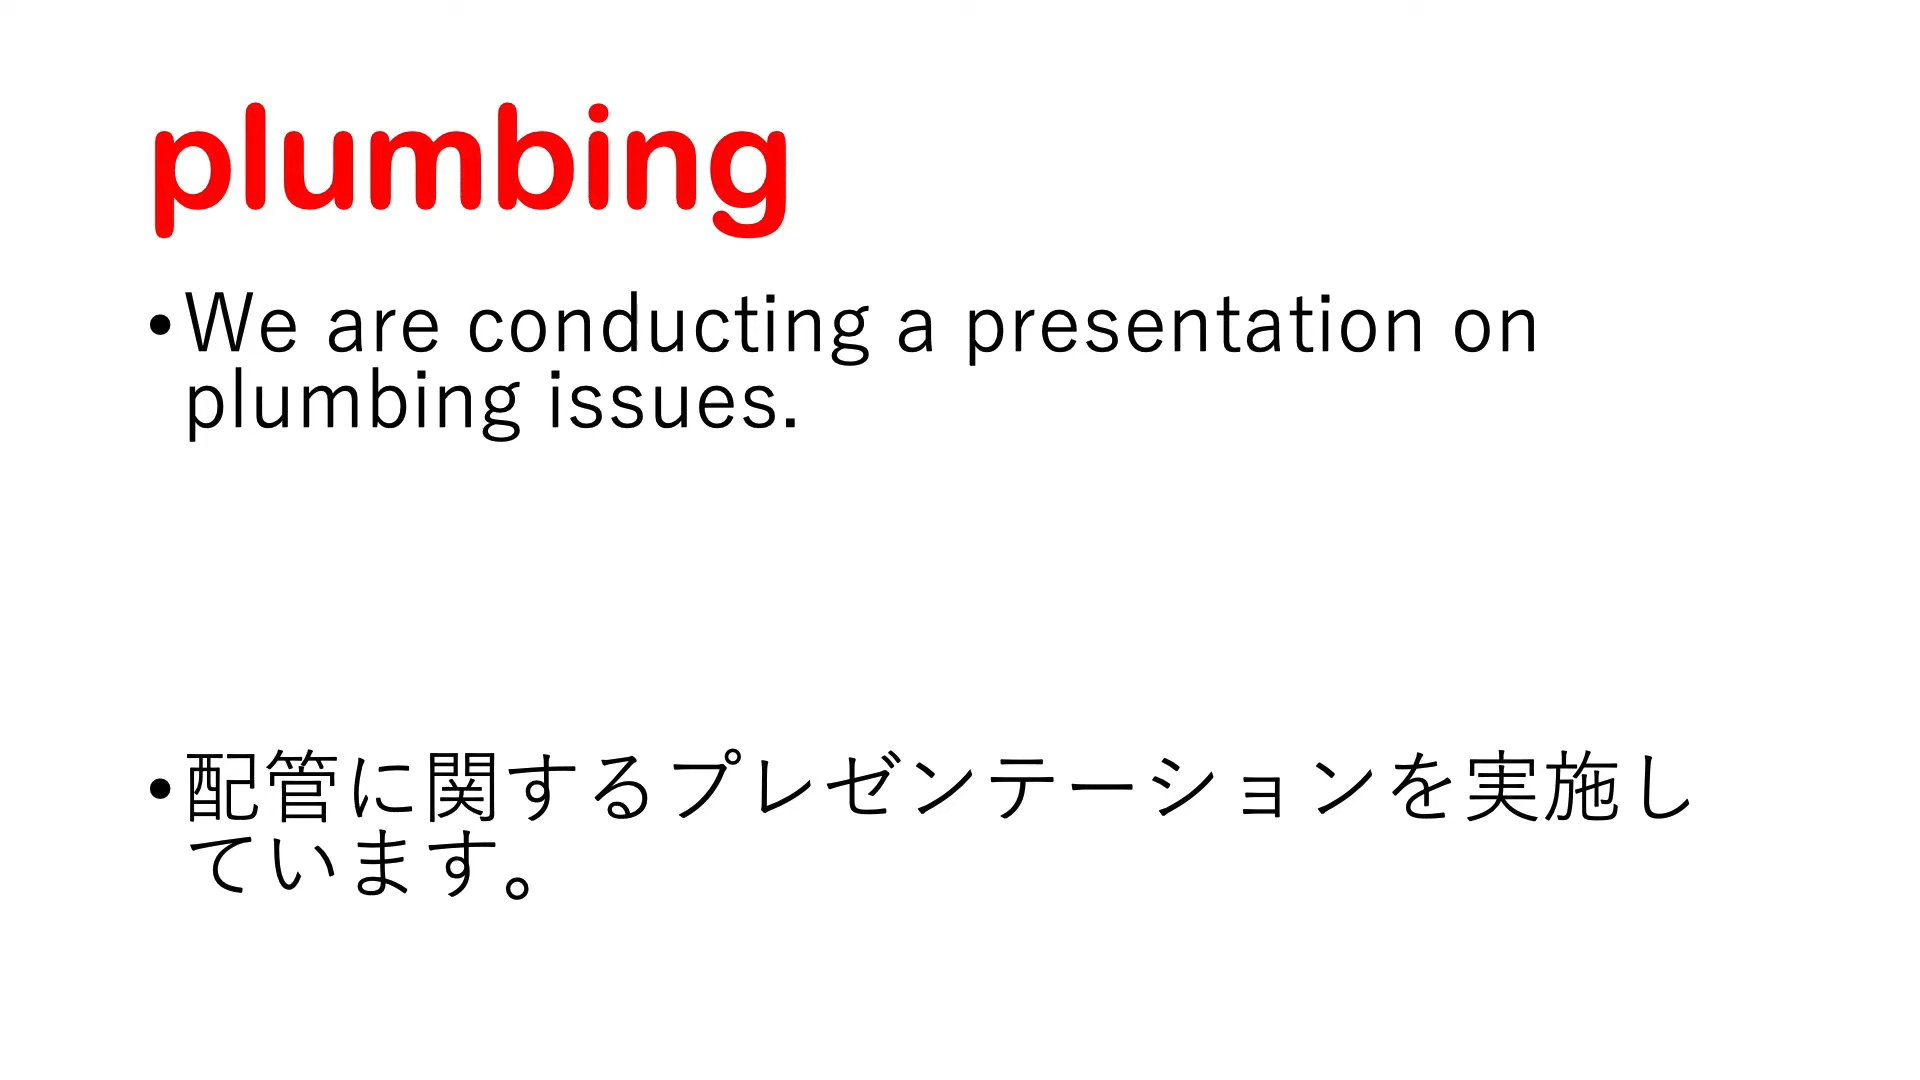 plumbing
•We are conducting a presentation on
plumbing issues.
•配管に関するプレゼンテーションを実施し
ています。